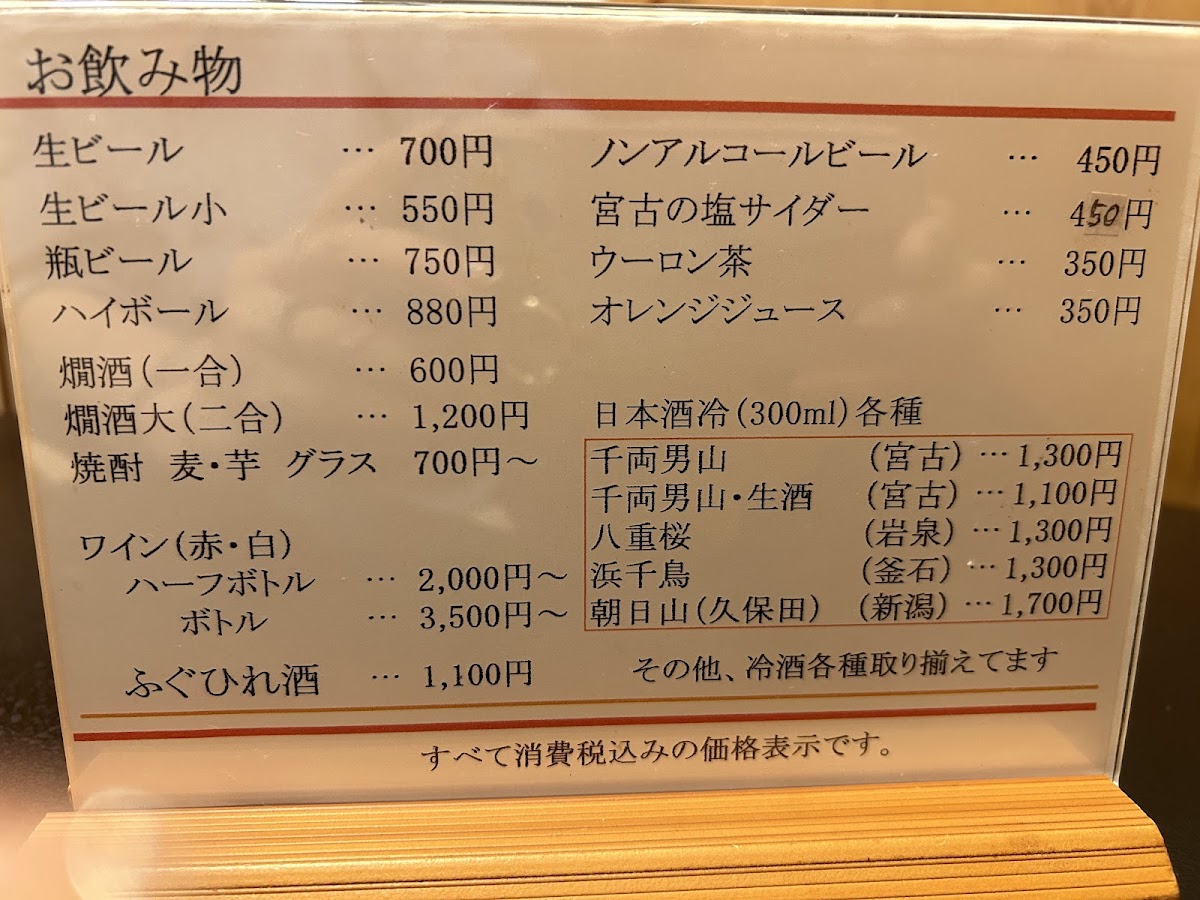 お飲み物
生ビール … 700円
生ビール小 … 550円
瓶ビール … 750円
ハイボール … 880円
燗酒(一合) … 600円
燗酒大(二合) … 1,200円
焼酎 麦・芋 グラス 700円～
ワイン(赤・白)
ハーフボトル … 2,000円～
ボトル … 3,500円～
ふぐひれ酒 … 1,100円
ノンアルコールビール … 450円
宮古の塩サイダー … 450円
ウーロン茶 … 350円
オレンジジュース … 350円
日本酒冷(300ml)各種
千両男山 (宮古) … 1,300円
千両男山・生酒 (宮古) … 1,100円
八重桜 (岩泉) … 1,300円
浜千鳥 (釜石) … 1,300円
朝日山(久保田) (新潟) … 1,700円
その他、冷酒各種取り揃えてます
すべて消費税込みの価格表示です。